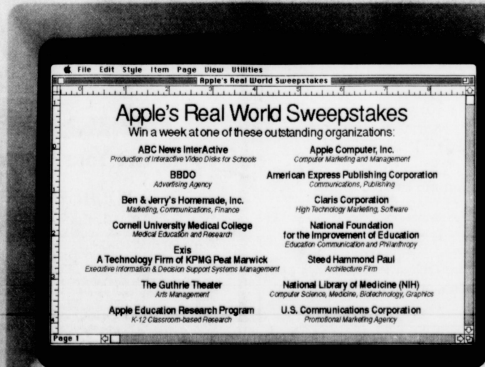 File Edit Style Item Page View Utilities
Apple's Real World Sweepstakes
Apple's Real World Sweepstakes
Win a week at one of these outstanding organizations:
ABC News InterActive
Production of Interactive Video Disks for Schools
BBDO
Advertising Agency
Ben & Jerry's Homemade, Inc.
Marketing, Communications, Finance
Cornell University Medical College
Medical Education and Research
Exis
A Technology Firm of KPMG Peat Marwick
Executive Information & Decision Support Systems Management
The Guthrie Theater
Arts Management
Apple Education Research Program
K-12 Classroom-based Research
Apple Computer, Inc.
Computer Marketing and Management
American Express Publishing Corporation
Communications, Publishing
Claris Corporation
High Technology Marketing, Software
National Foundation
for the Improvement of Education
Education Communication and Philanthropy
Steed Hammond Paul
Architecture Firm
National Library of Medicine (NIH)
Computer Science, Medicine, Biotechnology, Graphics
U.S. Communications Corporation
Promotional Marketing Agency
Page 1